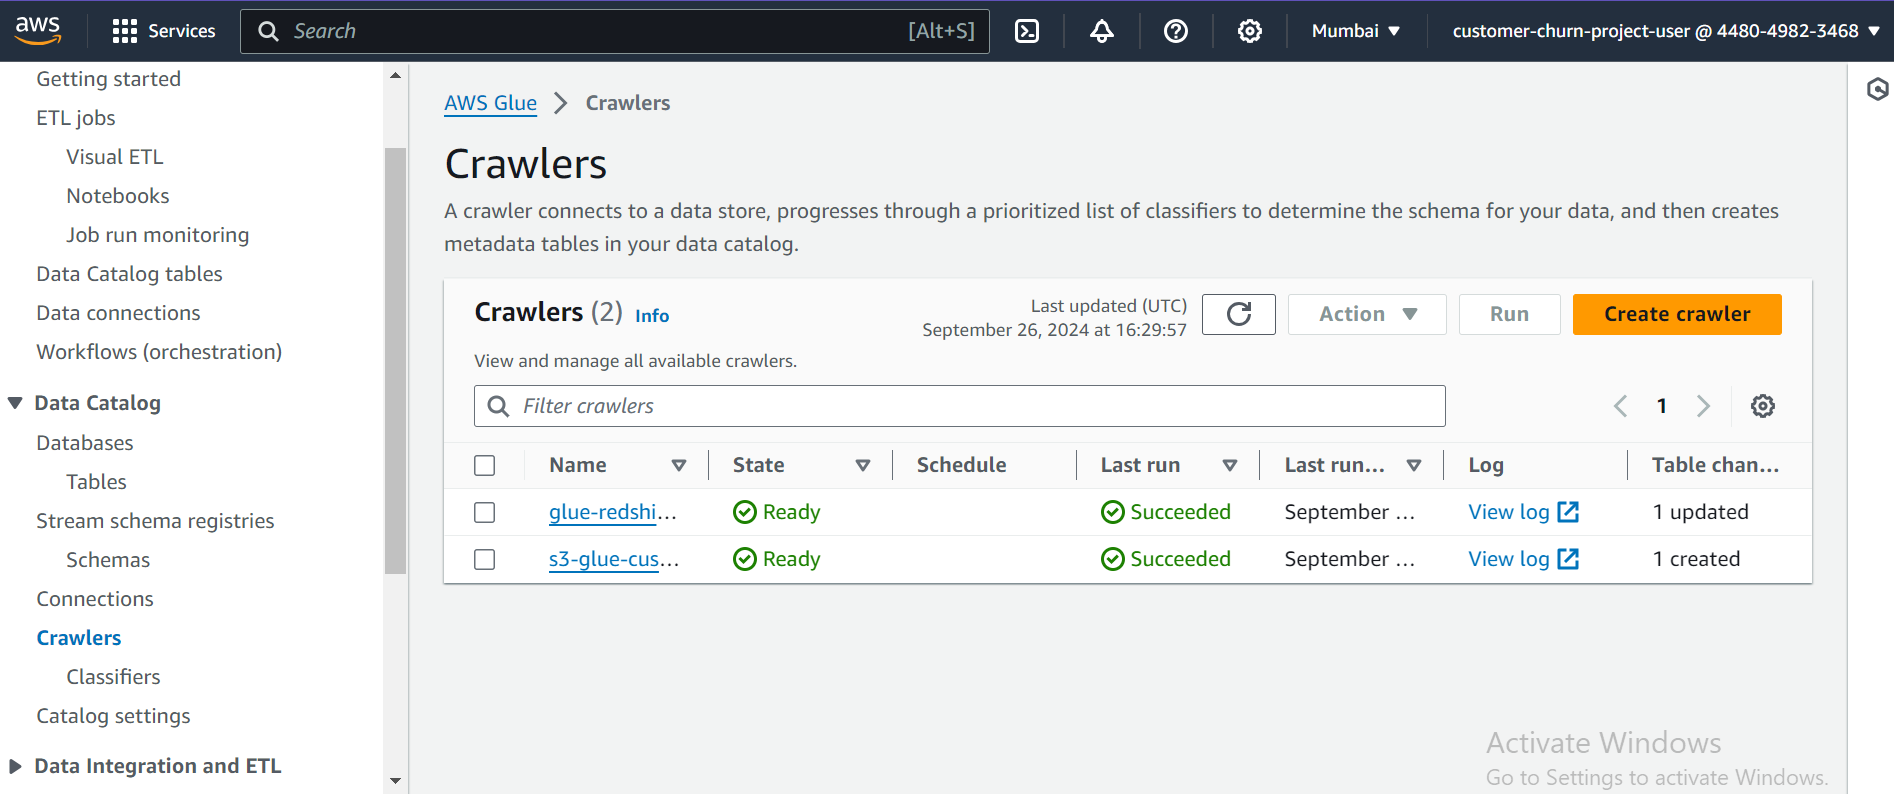 aws Services Search [Alt+S] Mumbai customer-churn-project-user @ 4480-4982-3468
Getting started
ETL jobs
Visual ETL
Notebooks
Job run monitoring
Data Catalog tables
Data connections
Workflows (orchestration)
Data Catalog
Databases
Tables
Stream schema registries
Schemas
Connections
Crawlers
Classifiers
Catalog settings
Data Integration and ETL
AWS Glue > Crawlers
Crawlers
A crawler connects to a data store, progresses through a prioritized list of classifiers to determine the schema for your data, and then creates
metadata tables in your data catalog.
Crawlers (2) Info
Last updated (UTC)
September 26, 2024 at 16:29:57
Action Run Create crawler
View and manage all available crawlers.
Filter crawlers
1
Name State Schedule Last run Last run... Log Table chan...
glue-redshi... Ready Succeeded September ... View log 1 updated
s3-glue-cus... Ready Succeeded September ... View log 1 created
Activate Windows
Go to Settings to activate Windows.